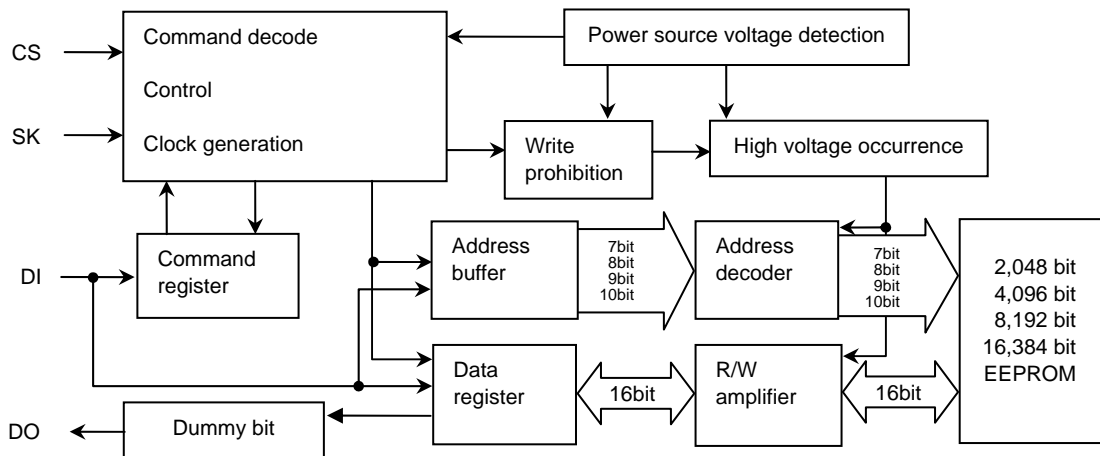 CS
SK
DI
DO
Command decode
Control
Clock generation
Power source voltage detection
Write
prohibition
High voltage occurrence
Command
register
Address
buffer
7bit
8bit
9bit
10bit
Address
decoder
7bit
8bit
9bit
10bit
2,048 bit
4,096 bit
8,192 bit
16,384 bit
EEPROM
Data
register
16bit
R/W
amplifier
16bit
Dummy bit